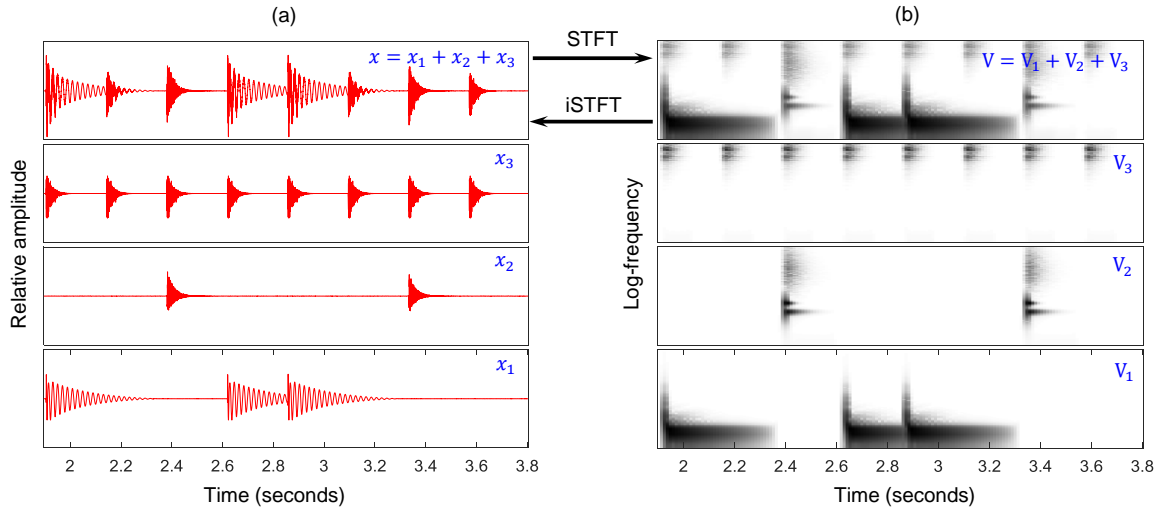 (a)
STFT
(b)
x = x₁ + x₂ + x₃
V = V₁ + V₂ + V₃
iSTFT
x₃
V₃
Relative amplitude
Log-frequency
x₂
V₂
x₁
V₁
2 2.2 2.4 2.6 2.8 3 3.2 3.4 3.6 3.8
2 2.2 2.4 2.6 2.8 3 3.2 3.4 3.6 3.8
Time (seconds)
Time (seconds)